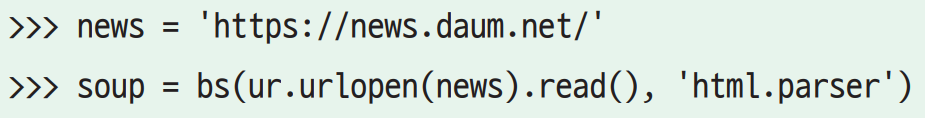 >>> news = 'https://news.daum.net/'
>>> soup = bs(ur.urlopen(news).read(), 'html.parser')